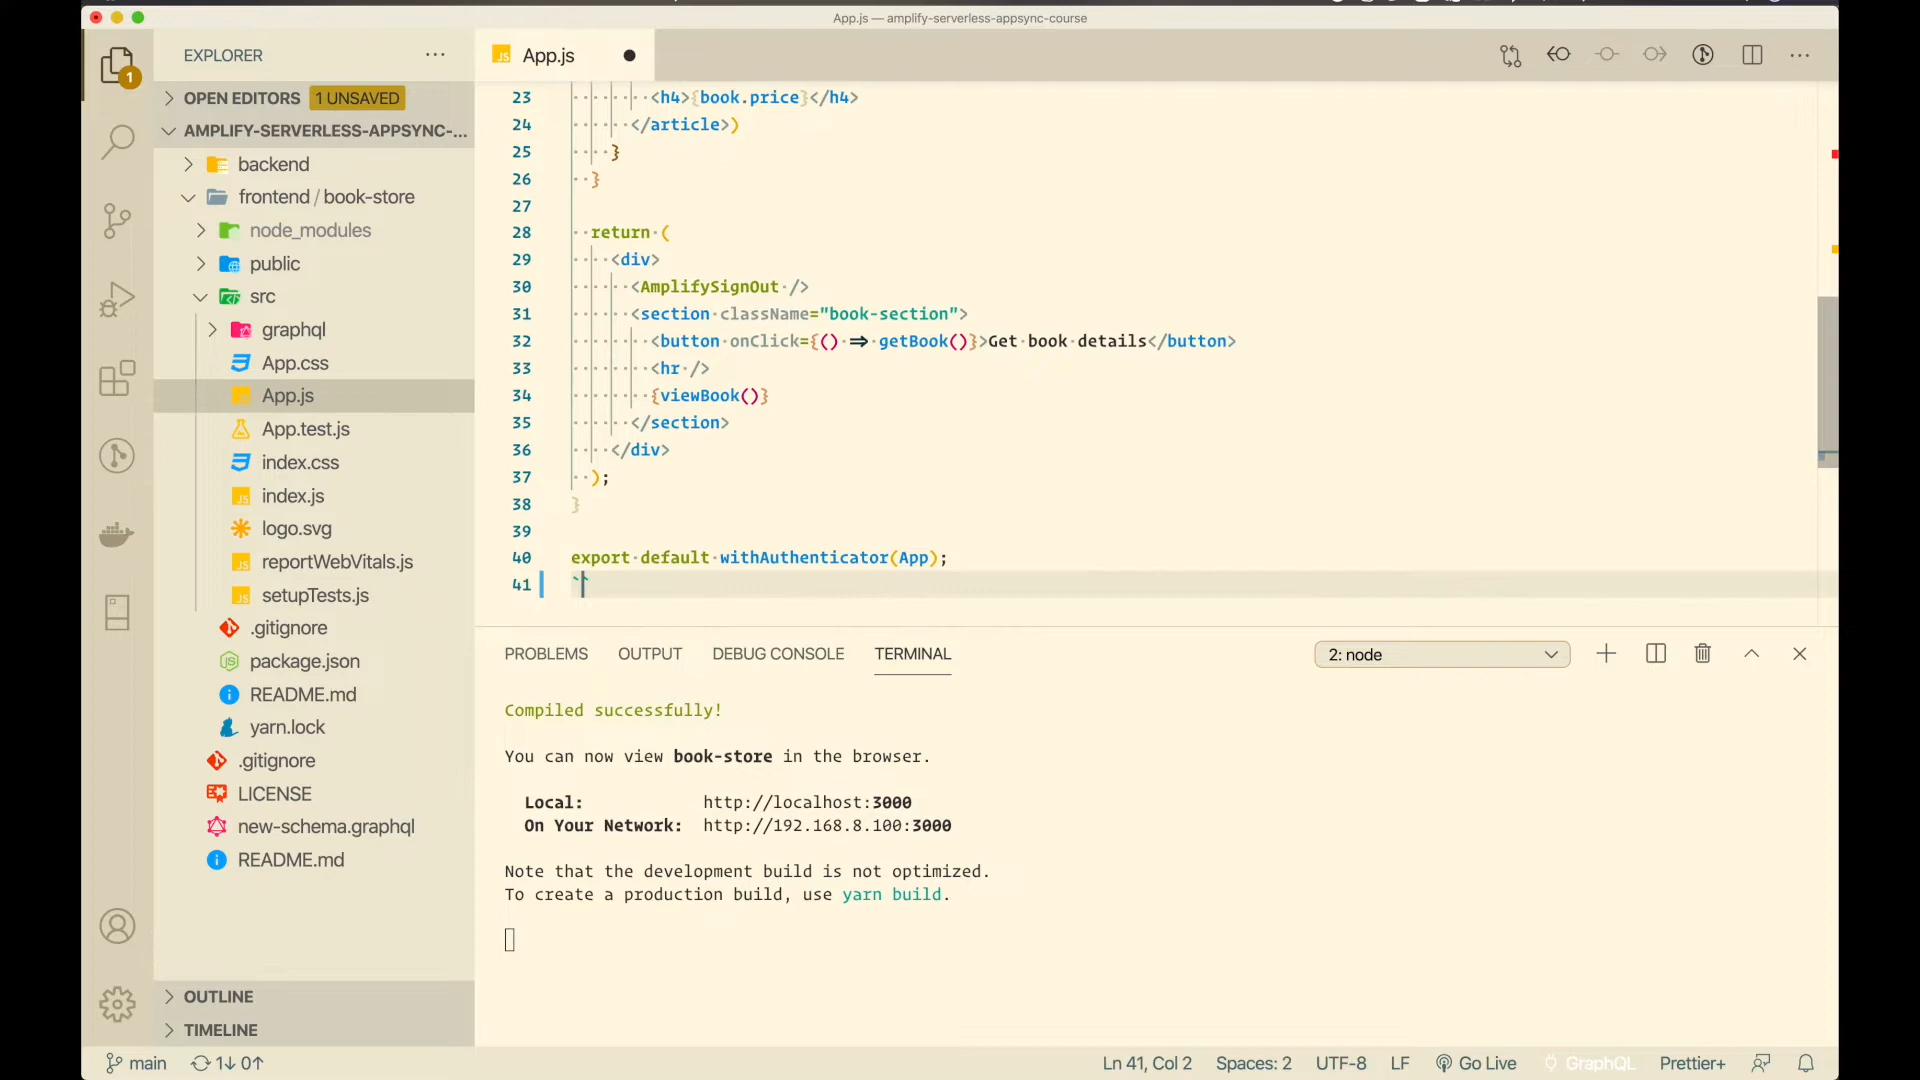 App.js — amplify-serverless-appsync-course
EXPLORER
1
OPEN EDITORS 1 UNSAVED
AMPLIFY-SERVERLESS-APPSYNC-...
backend
frontend / book-store
node_modules
public
src
graphql
App.css
App.js
App.test.js
index.css
index.js
logo.svg
reportWebVitals.js
setupTests.js
.gitignore
package.json
README.md
yarn.lock
.gitignore
LICENSE
new-schema.graphql
README.md
OUTLINE
TIMELINE
App.js
23 <h4>{book.price}</h4>
24 </article>)
25 }
26 }
27
28 return (
29 <div>
30 <AmplifySignOut />
31 <section className="book-section">
32 <button onClick={() => getBook()}>Get book details</button>
33 <hr />
34 {viewBook()}
35 </section>
36 </div>
37 );
38 }
39
40 export default withAuthenticator(App);
41 ``
PROBLEMS OUTPUT DEBUG CONSOLE TERMINAL 2: node
Compiled successfully!
You can now view book-store in the browser.
Local: http://localhost:3000
On Your Network: http://192.168.8.100:3000
Note that the development build is not optimized.
To create a production build, use yarn build.
main 1↓ 0↑ Ln 41, Col 2 Spaces: 2 UTF-8 LF Go Live GraphQL Prettier+